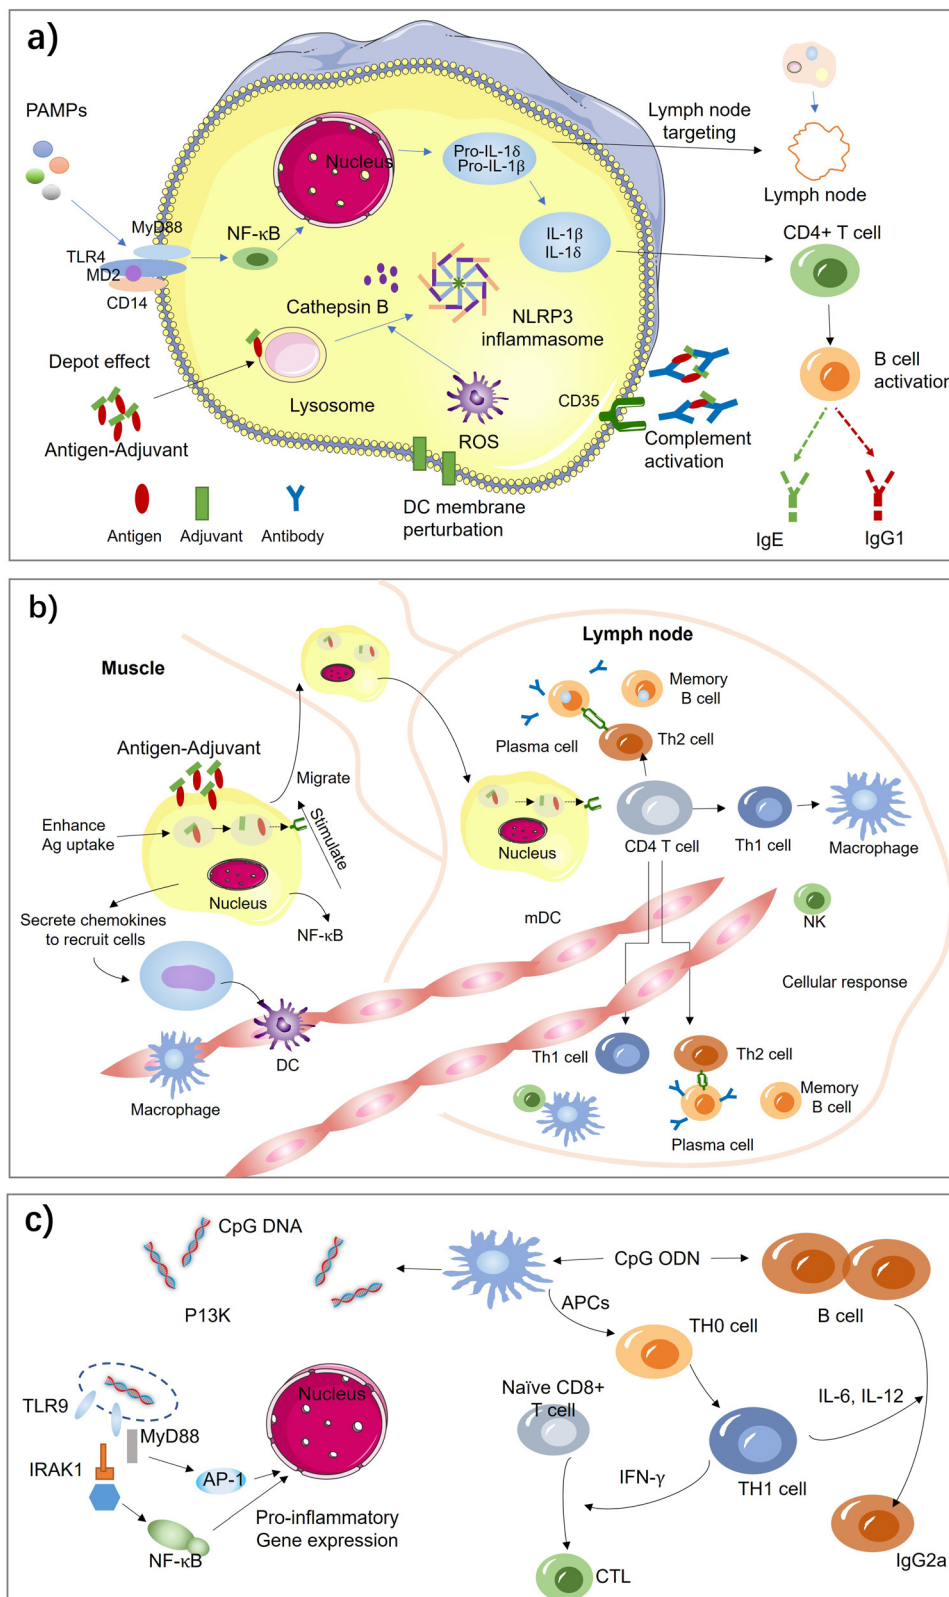 a)
PAMPs
Nucleus
Pro-IL-1δ
Pro-IL-1β
Lymph node
targeting
Lymph node
MyD88
TLR4
MD2
CD14
NF-κB
IL-1β
IL-1δ
CD4+ T cell
Cathepsin B
NLRP3
inflammasome
Depot effect
Lysosome
ROS
CD35
B cell
activation
Antigen-Adjuvant
Complement
activation
DC membrane
perturbation
Antigen
Adjuvant
Antibody
IgE
IgG1
b)
Muscle
Lymph node
Memory
B cell
Plasma cell
Th2 cell
Antigen-Adjuvant
Migrate
Stimulate
Enhance
Ag uptake
Nucleus
Nucleus
CD4 T cell
Th1 cell
Macrophage
Secrete chemokines
to recruit cells
NF-κB
mDC
NK
Cellular response
DC
Macrophage
Th1 cell
Th2 cell
Memory
B cell
Plasma cell
c)
CpG DNA
P13K
CpG ODN
APCs
B cell
TH0 cell
Naïve CD8+
T cell
IL-6, IL-12
TLR9
MyD88
IRAK1
AP-1
Nucleus
NF-κB
Pro-inflammatory
Gene expression
IFN-γ
TH1 cell
CTL
IgG2a